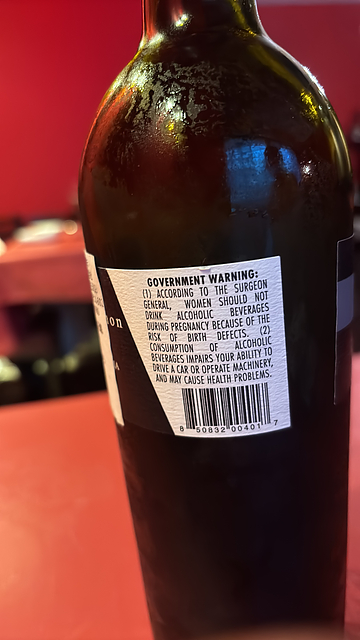 GOVERNMENT WARNING:
(1) ACCORDING TO THE SURGEON
GENERAL, WOMEN SHOULD NOT
DRINK ALCOHOLIC BEVERAGES
DURING PREGNANCY BECAUSE OF THE
RISK OF BIRTH DEFECTS. (2)
CONSUMPTION OF ALCOHOLIC
BEVERAGES IMPAIRS YOUR ABILITY TO
DRIVE A CAR OR OPERATE MACHINERY,
AND MAY CAUSE HEALTH PROBLEMS.
8 50832 00401 7